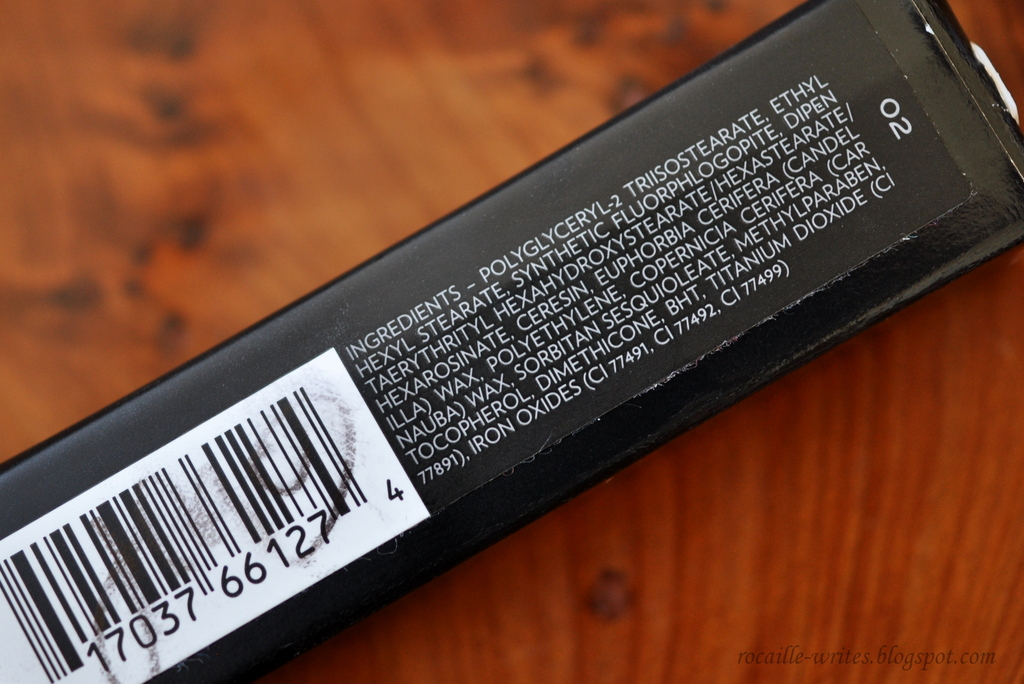 02
INGREDIENTS - POLYGLYCERYL-2 TRIISOSTEARATE, ETHYL
HEXYL STEARATE, SYNTHETIC FLUORPHLOGOPITE, DIPEN
TAERYTHRITYL HEXAHYDROXYSTEARATE/HEXASTEARATE/
HEXAROSINATE, CERESIN, EUPHORBIA CERIFERA (CANDEL
ILLA) WAX, POLYETHYLENE, COPERNICIA CERIFERA (CAR
NAUBA) WAX, SORBITAN SESQUIOLEATE, METHYLPARABEN,
TOCOPHEROL, DIMETHICONE, BHT, TITANIUM DIOXIDE (CI
77891), IRON OXIDES (CI 77491, CI 77492, CI 77499)
17037 66127 4
rocaille-writes.blogspot.com